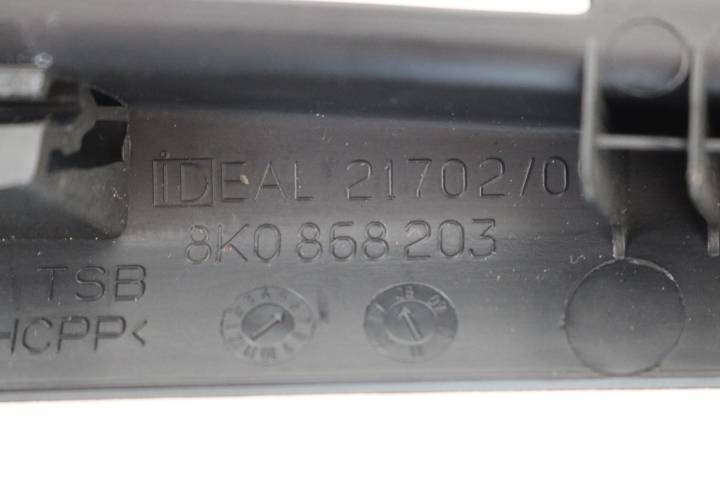 iDEAL 21702/0
8K0 868 203
TSB
HCPP<